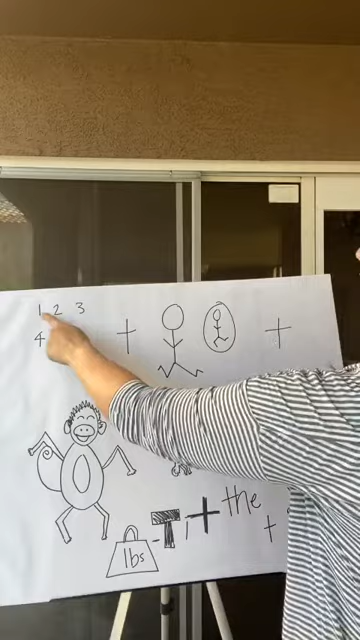 1 2 3
4 + +
lbs - T i + the
+